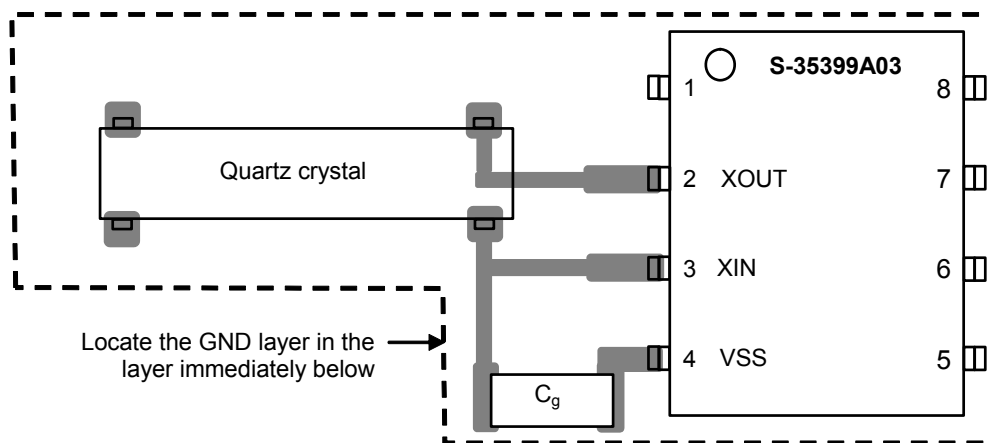 S-35399A03
1
8
Quartz crystal
2 XOUT
7
3 XIN
6
Locate the GND layer in the
layer immediately below
4 VSS
5
Cg